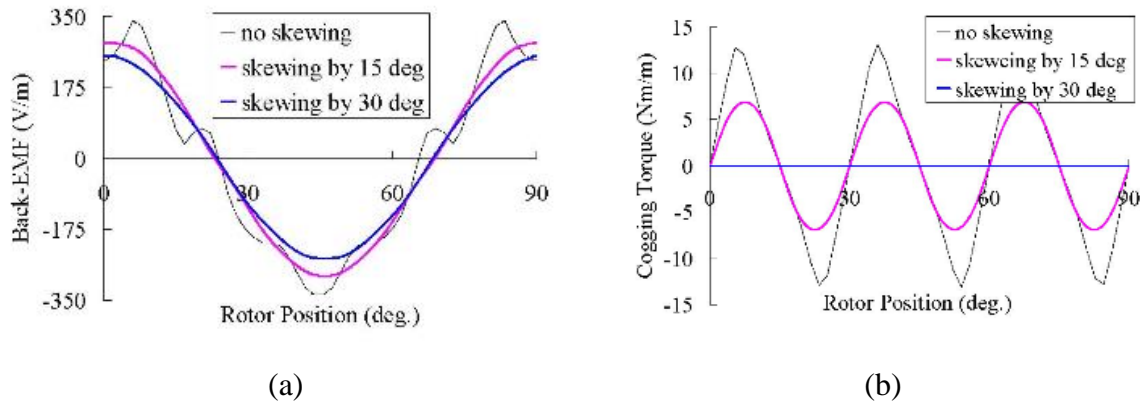 350
175
0
-175
-350
Back-EMF (V/m)
no skewing
skewing by 15 deg
skewing by 30 deg
0
30
60
90
Rotor Position (deg.)
(a)
15
10
5
0
-5
-10
-15
Cogging Torque (Nm/m)
no skewing
skewcing by 15 deg
skewing by 30 deg
0
30
60
90
Rotor Position (deg.)
(b)